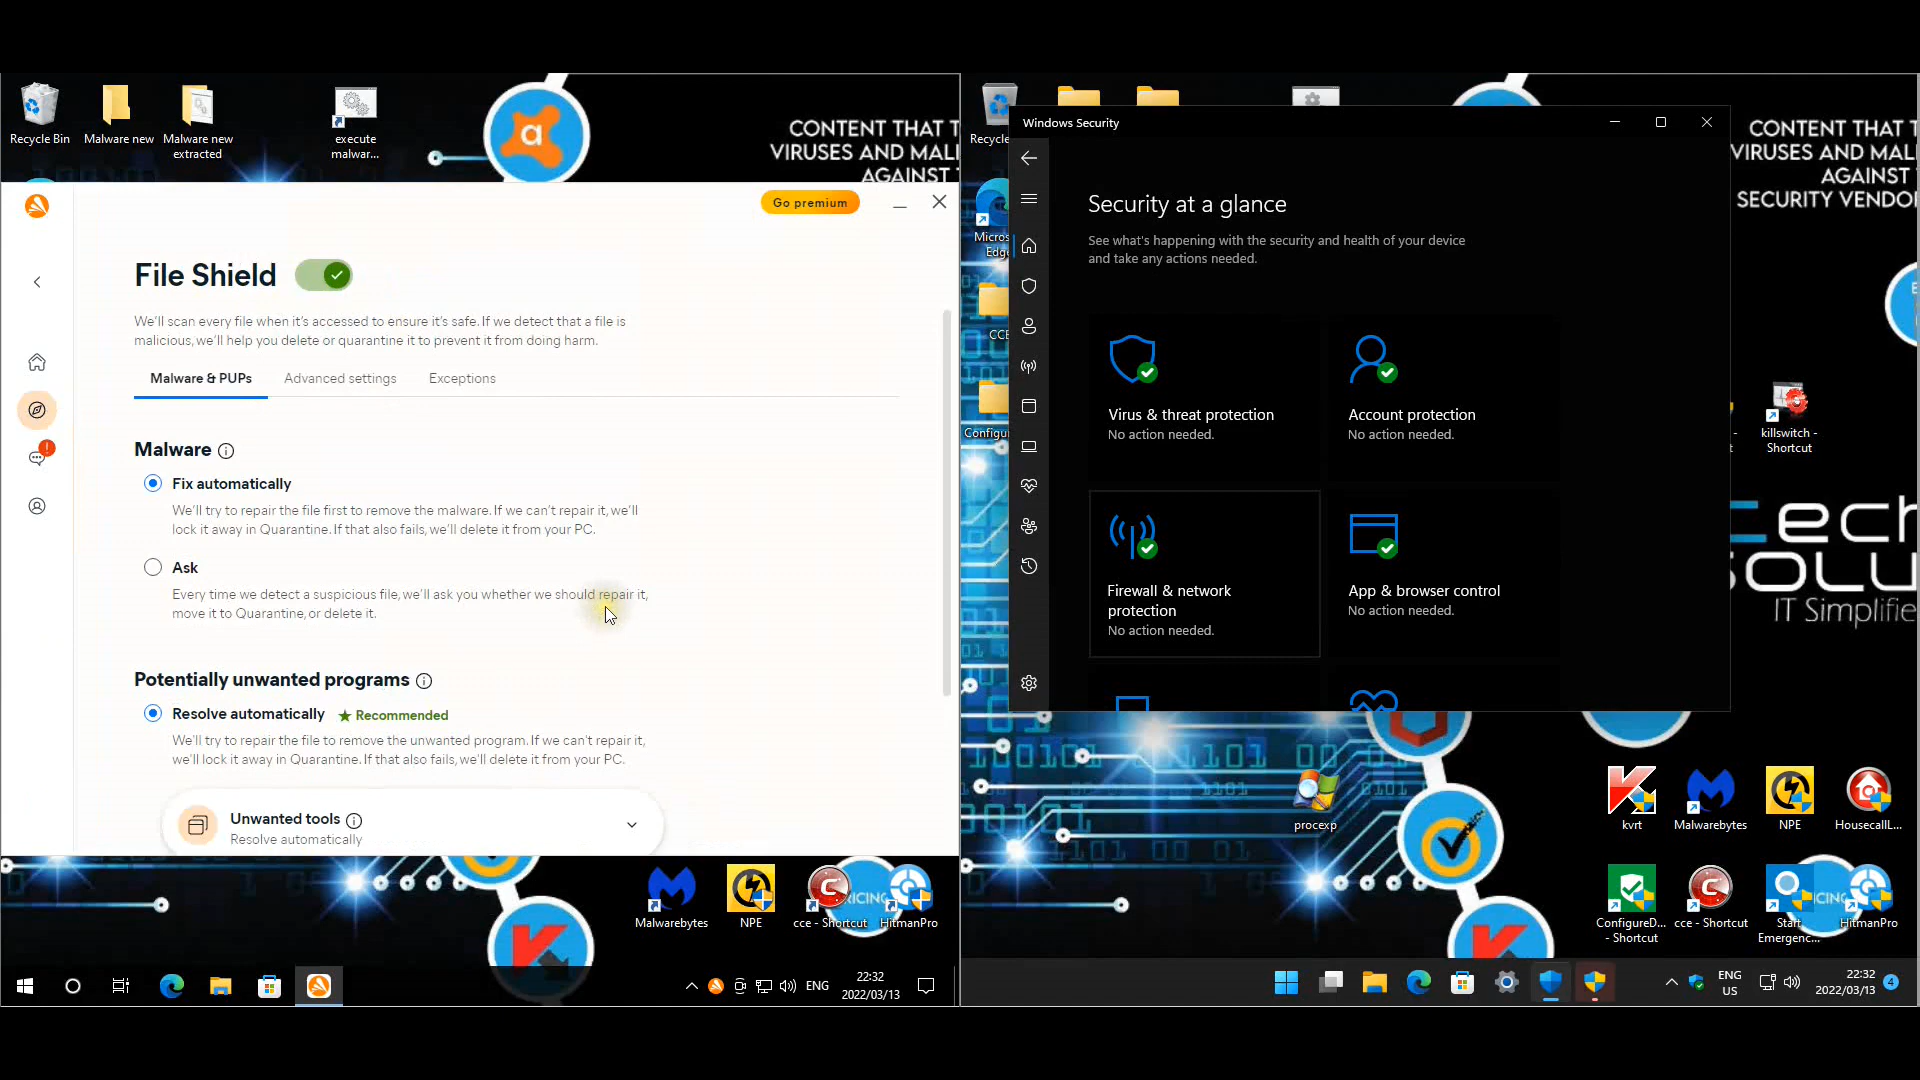 Recycle Bin
Malware new
Malware new
extracted
execute
malwar...
a
CONTENT THAT T
VIRUSES AND MALI
AGAINST
Go premium
File Shield
We'll scan every file when it's accessed to ensure it's safe. If we detect that a file is
malicious, we'll help you delete or quarantine it to prevent it from doing harm.
Malware & PUPs
Advanced settings
Exceptions
Malware
Fix automatically
We'll try to repair the file first to remove the malware. If we can't repair it, we'll
lock it away in Quarantine. If that also fails, we'll delete it from your PC.
Ask
Every time we detect a suspicious file, we'll ask you whether we should repair it,
move it to Quarantine, or delete it.
Potentially unwanted programs
Resolve automatically
Recommended
We'll try to repair the file to remove the unwanted program. If we can't repair it,
we'll lock it away in Quarantine. If that also fails, we'll delete it from your PC.
Unwanted tools
Resolve automatically
Malwarebytes
NPE
cce - Shortcut
HitmanPro
ENG
22:32
2022/03/13
Recycle
Micros
Edge
CCE
Configu
Windows Security
Security at a glance
See what's happening with the security and health of your device
and take any actions needed.
Virus & threat protection
No action needed.
Account protection
No action needed.
Firewall & network
protection
No action needed.
App & browser control
No action needed.
CONTENT THAT T
VIRUSES AND MALI
AGAINST
SECURITY VENDO
killswitch -
Shortcut
ech
SOLU
IT Simplifie
procexp
kvrt
Malwarebytes
NPE
HousecallL...
ConfigureD...
- Shortcut
cce - Shortcut
Start
Emergenc...
HitmanPro
ENG
US
22:32
2022/03/13
4